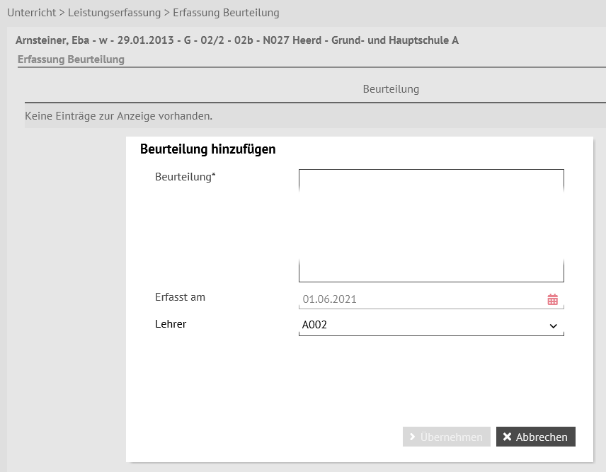 Unterricht > Leistungserfassung > Erfassung Beurteilung
Arnsteiner, Eba - w - 29.01.2013 - G - 02/2 - 02b - N027 Heerd - Grund- und Hauptschule A
Erfassung Beurteilung
Beurteilung
Keine Einträge zur Anzeige vorhanden.
Beurteilung hinzufügen
Beurteilung*
Erfasst am 01.06.2021
Lehrer A002
Übernehmen Abbrechen